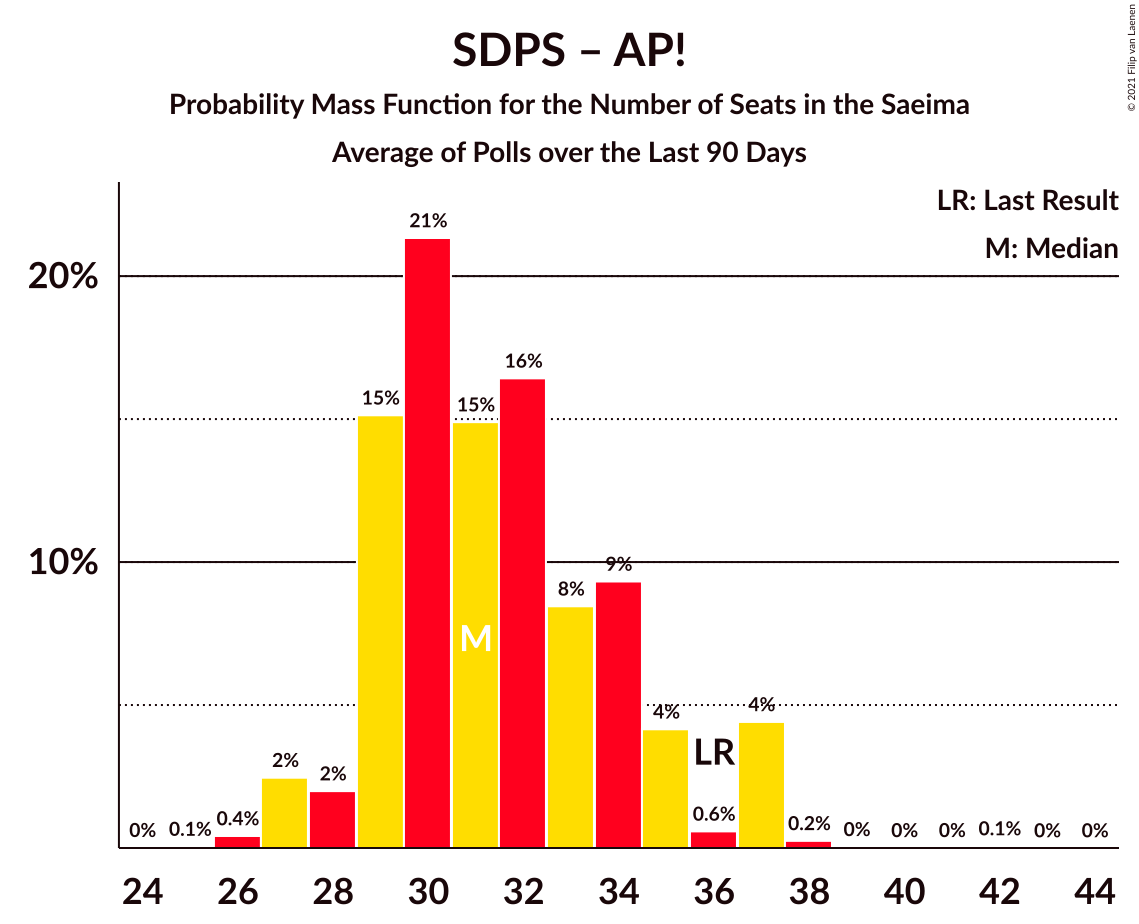 SDPS – AP!
Probability Mass Function for the Number of Seats in the Saeima
Average of Polls over the Last 90 Days
© 2021 Filip van Laenen
LR: Last Result
M: Median
20%
10%
0%
0.1%
0.4%
2%
2%
15%
21%
15%
16%
8%
9%
4%
0.6%
4%
0.2%
0%
0%
0%
0.1%
0%
0%
M
LR
24 26 28 30 32 34 36 38 40 42 44